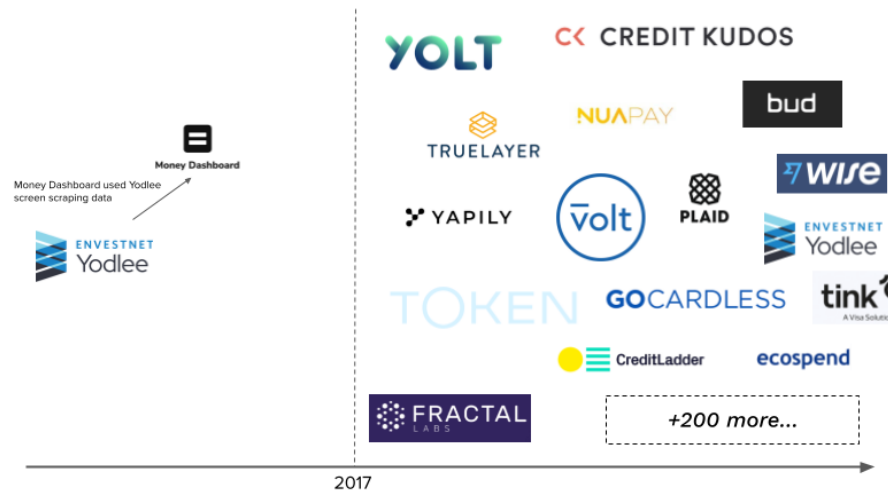 YOLT
CK CREDIT KUDOS
bud
NUAPAY
TRUELAYER
Money Dashboard
Money Dashboard used Yodlee
screen scraping data
WISE
YAPILY
volt
PLAID
ENVESTNET
Yodlee
ENVESTNET
Yodlee
TOKEN
GOCARDLESS
tink
A Visa Solutio
CreditLadder
ecospend
FRACTAL
LABS
+200 more...
2017